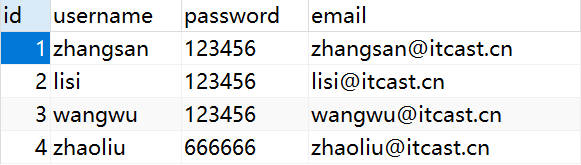 id username password email
1 zhangsan 123456 zhangsan@itcast.cn
2 lisi 123456 lisi@itcast.cn
3 wangwu 123456 wangwu@itcast.cn
4 zhaoliu 666666 zhaoliu@itcast.cn